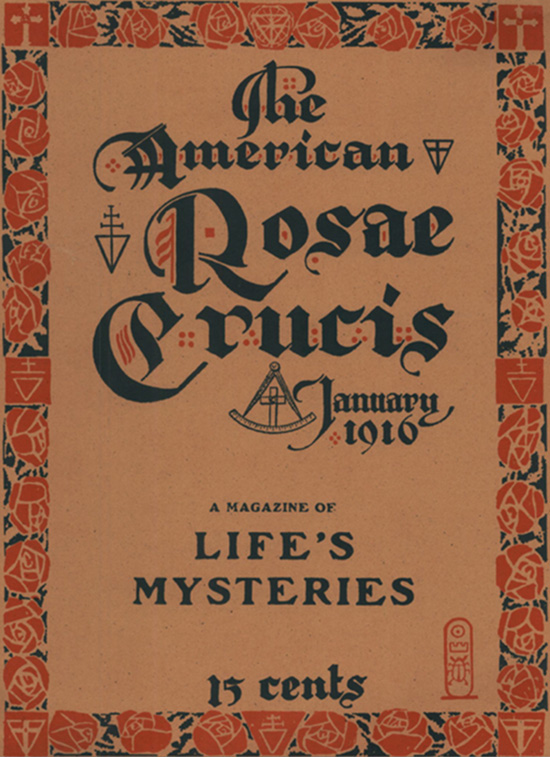 The
American
Rosae
Crucis
January
1916
A MAGAZINE OF
LIFE'S
MYSTERIES
15 cents